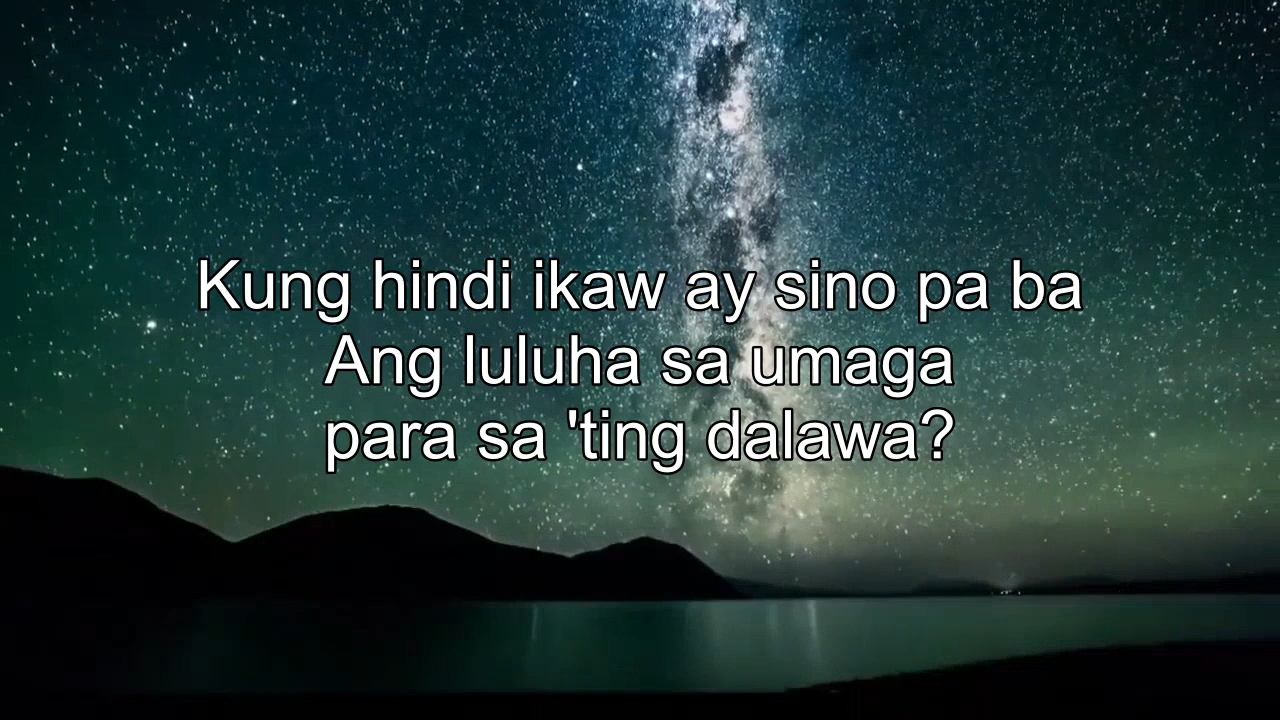 Kung hindi ikaw ay sino pa ba
Ang luluha sa umaga
para sa 'ting dalawa?